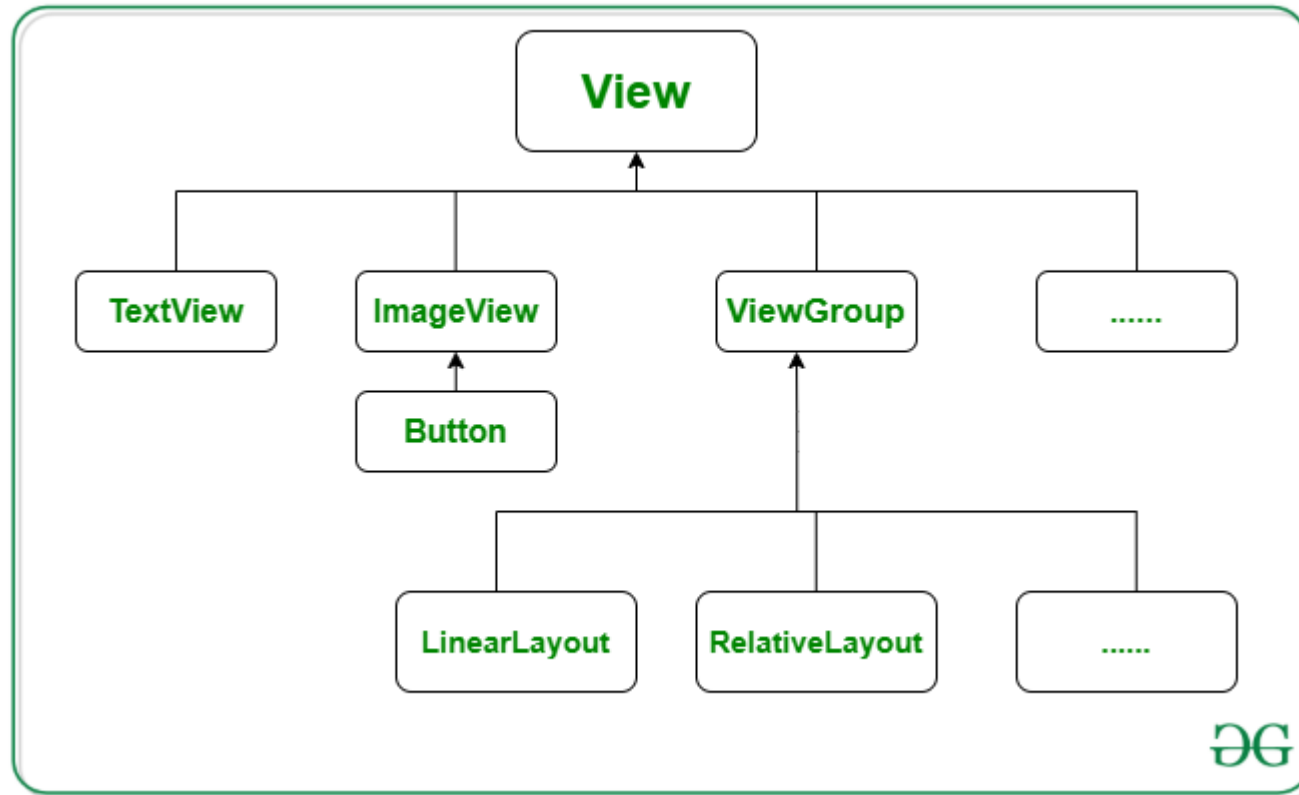 View
TextView
ImageView
ViewGroup
......
Button
LinearLayout
RelativeLayout
......
GG